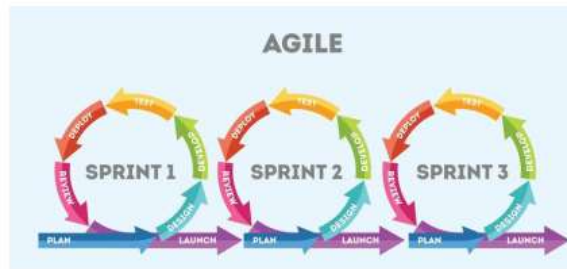 AGILE
TEST
TEST
TEST
DEPLOY
DEVELOP
DEPLOY
DEVELOP
DEPLOY
DEVELOP
SPRINT 1
SPRINT 2
SPRINT 3
REVIEW
DESIGN
REVIEW
DESIGN
REVIEW
DESIGN
PLAN
LAUNCH
PLAN
LAUNCH
PLAN
LAUNCH